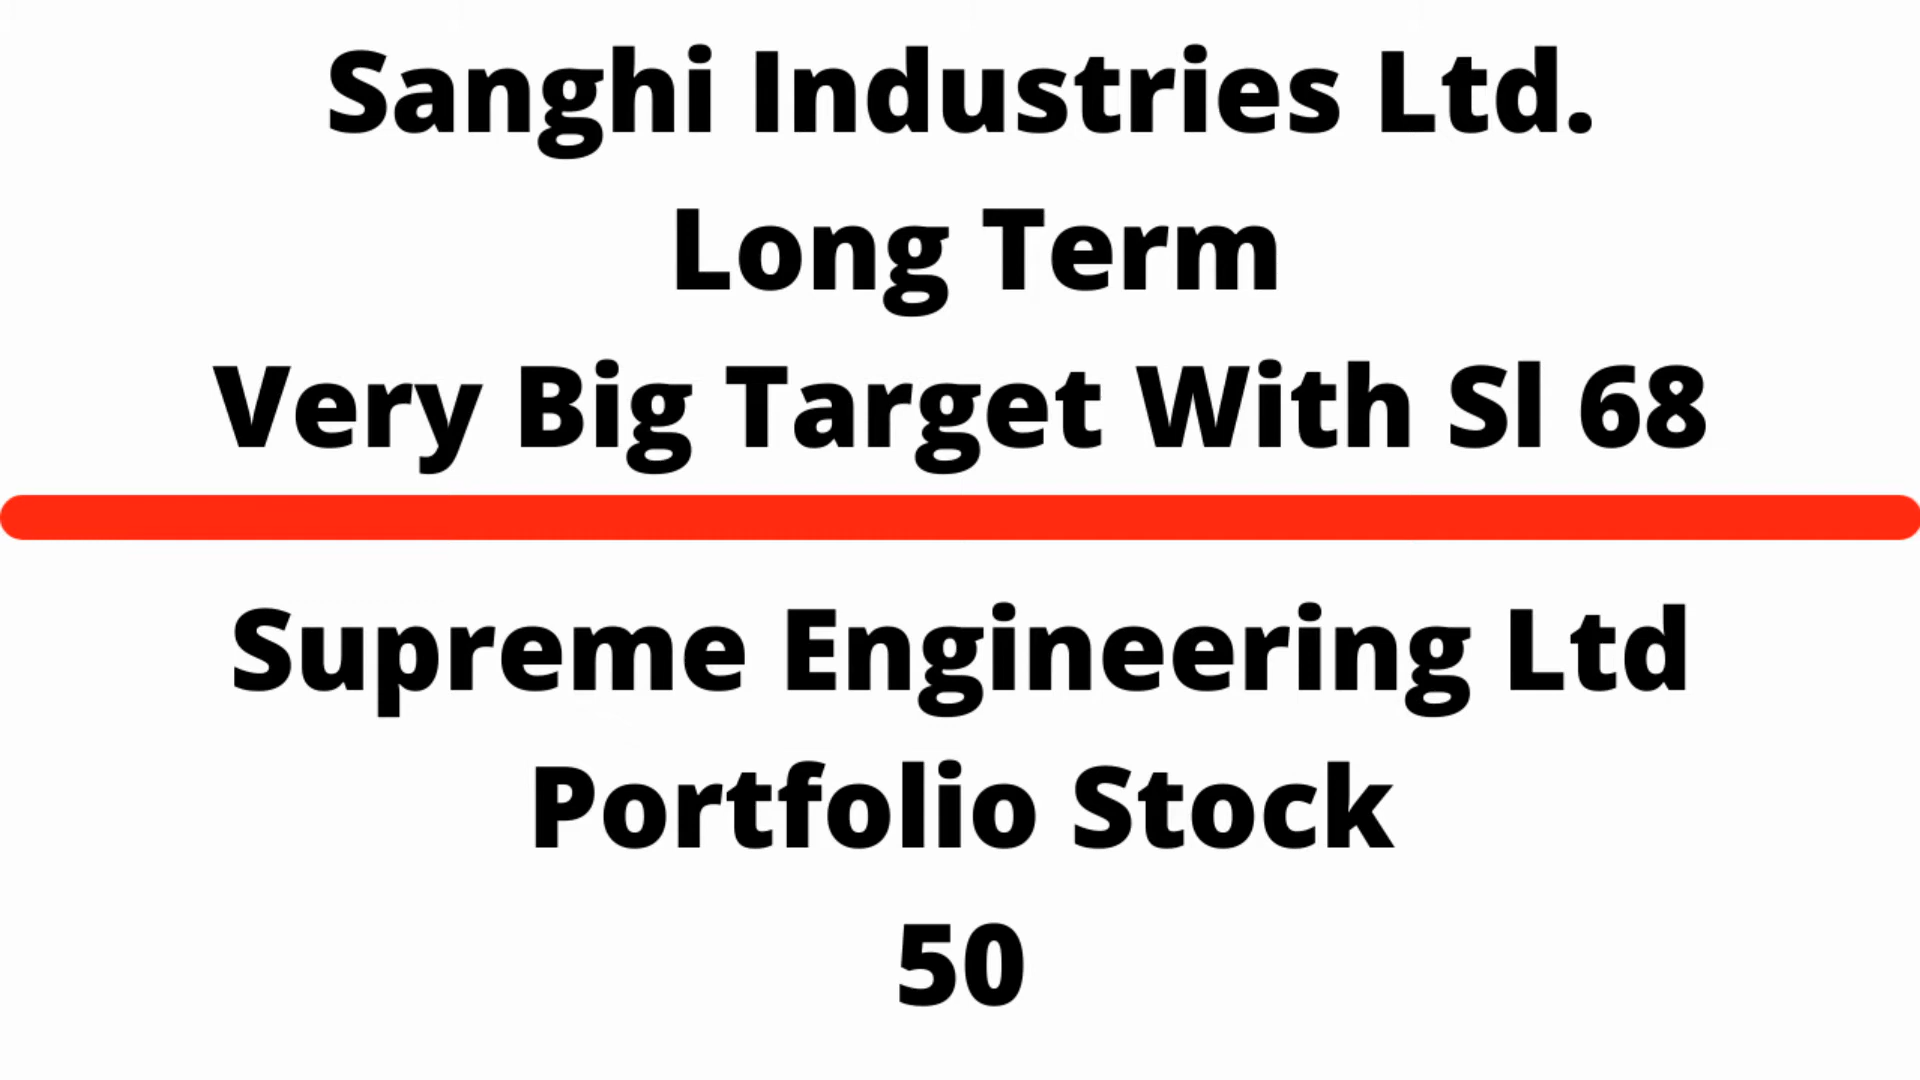 Sanghi Industries Ltd.
Long Term
Very Big Target With Sl 68
Supreme Engineering Ltd
Portfolio Stock
50